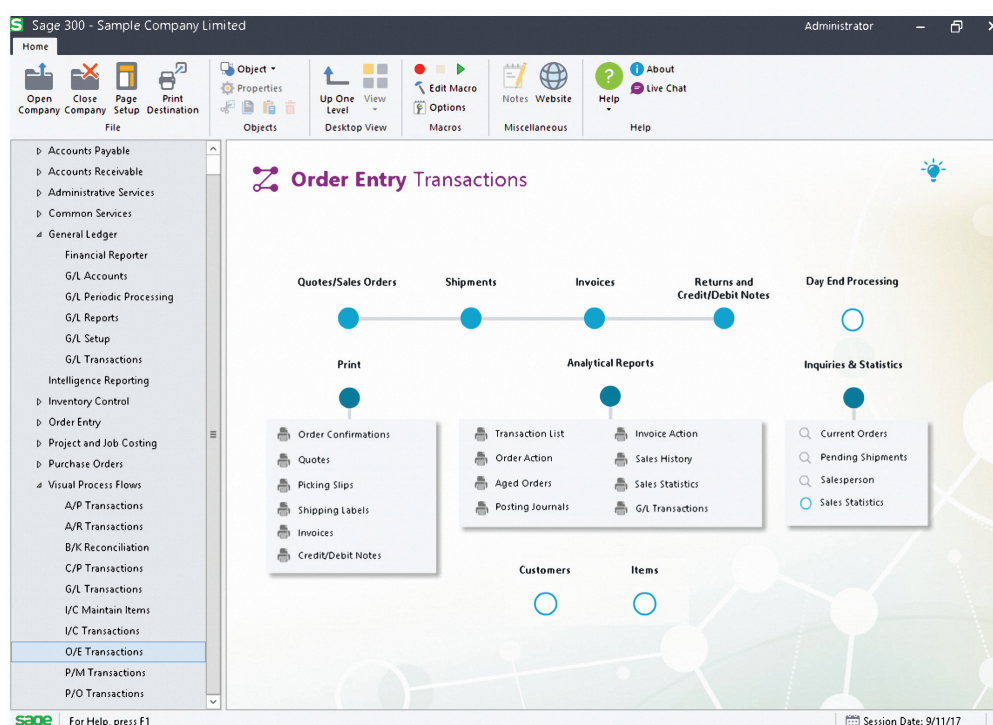 S Sage 300 - Sample Company Limited
Administrator
Home
Open Company
Close Company
Page Setup
Print Destination
File
Object
Properties
Objects
Up One Level
View
Desktop View
Edit Macro
Options
Macros
Notes
Website
Miscellaneous
? Help
i About
Live Chat
Help
Accounts Payable
Accounts Receivable
Administrative Services
Common Services
General Ledger
Financial Reporter
G/L Accounts
G/L Periodic Processing
G/L Reports
G/L Setup
G/L Transactions
Intelligence Reporting
Inventory Control
Order Entry
Project and Job Costing
Purchase Orders
Visual Process Flows
A/P Transactions
A/R Transactions
B/K Reconciliation
C/P Transactions
G/L Transactions
I/C Maintain Items
I/C Transactions
O/E Transactions
P/M Transactions
P/O Transactions
Order Entry Transactions
Quotes/Sales Orders
Shipments
Invoices
Returns and
Credit/Debit Notes
Day End Processing
Print
Order Confirmations
Quotes
Picking Slips
Shipping Labels
Invoices
Credit/Debit Notes
Analytical Reports
Transaction List
Order Action
Aged Orders
Posting Journals
Invoice Action
Sales History
Sales Statistics
G/L Transactions
Inquiries & Statistics
Current Orders
Pending Shipments
Salesperson
Sales Statistics
Customers
Items
sage
For Help, press F1
Session Date: 9/11/17